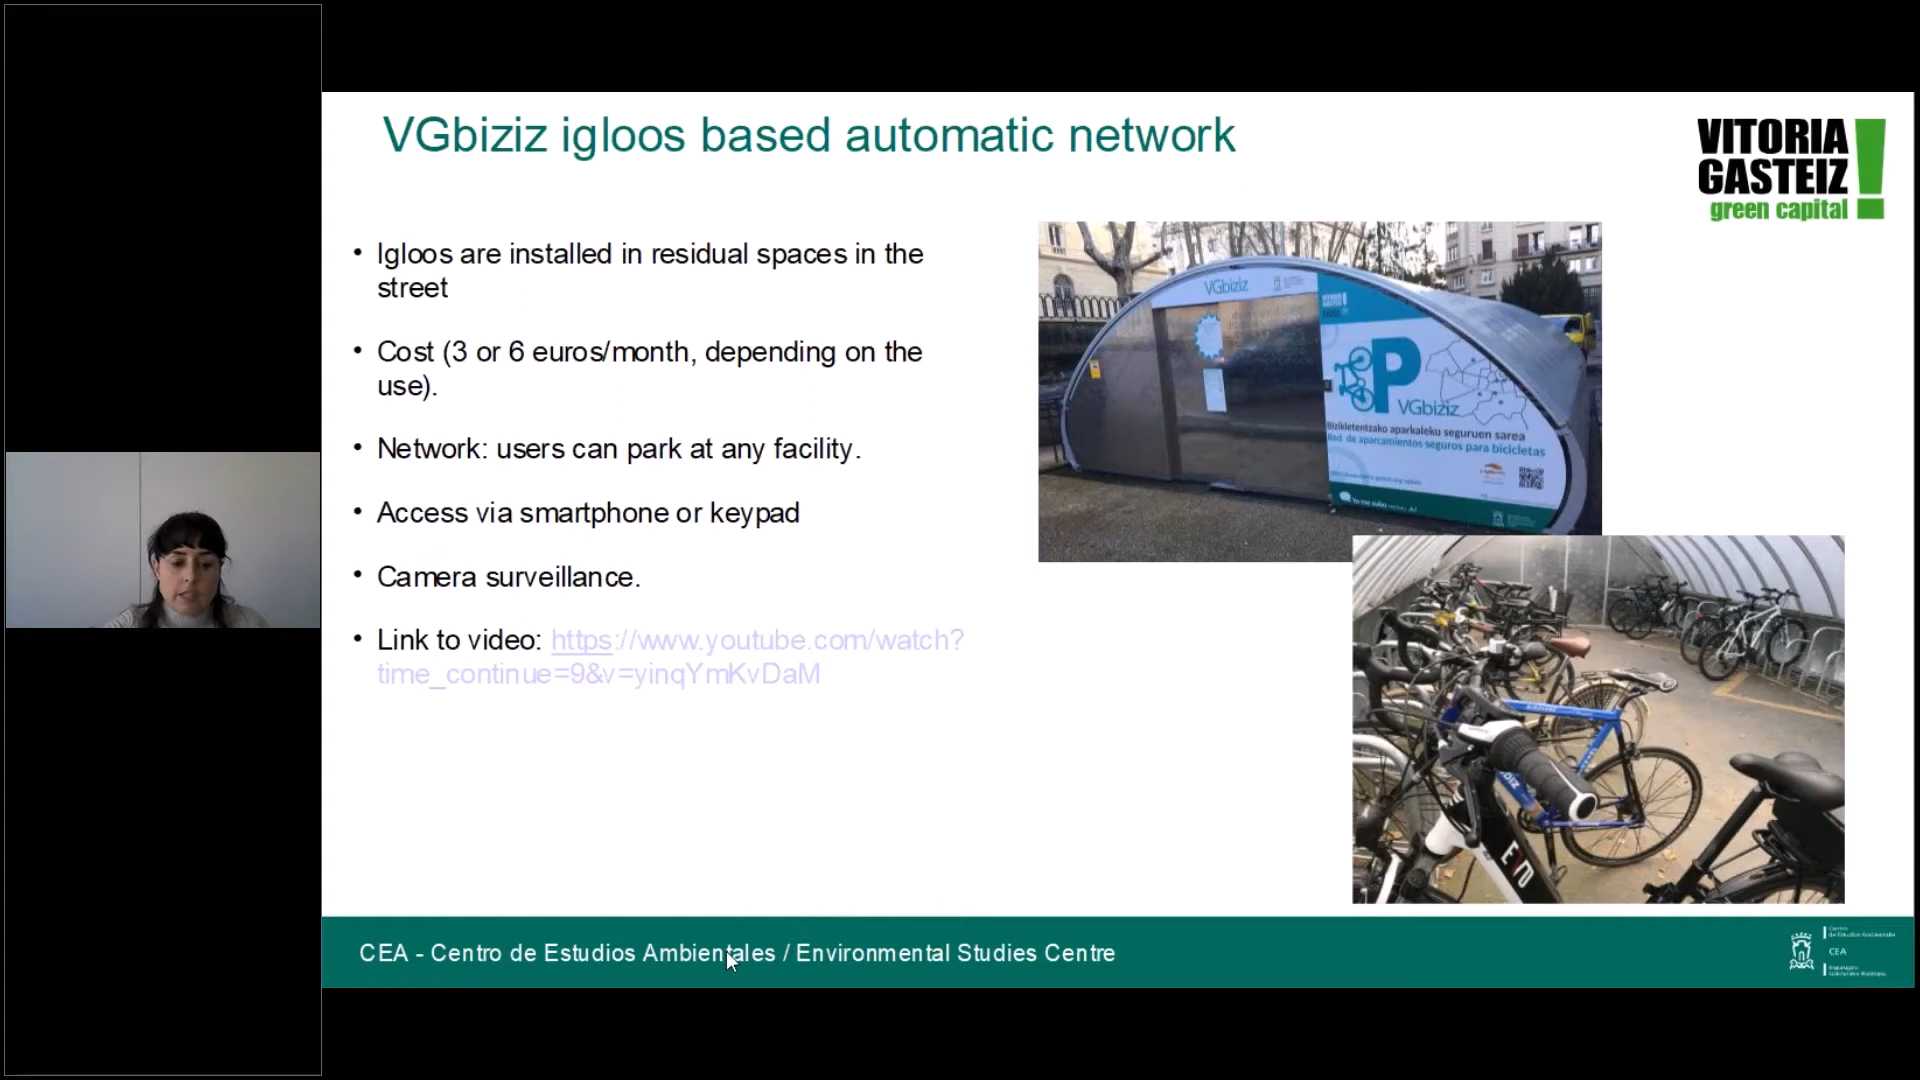 VGbiziz igloos based automatic network
VITORIA
GASTEIZ
green capital
• Igloos are installed in residual spaces in the
street
• Cost (3 or 6 euros/month, depending on the
use).
• Network: users can park at any facility.
• Access via smartphone or keypad
• Camera surveillance.
• Link to video: https://www.youtube.com/watch?
time_continue=9&v=yinqYmKvDaM
VGbiziz
P
VGbiziz
Bizikletentzako aparkaleku seguruen sarea
Red de aparcamientos seguros para bicicletas
EVO
CEA - Centro de Estudios Ambientales / Environmental Studies Centre
CEA